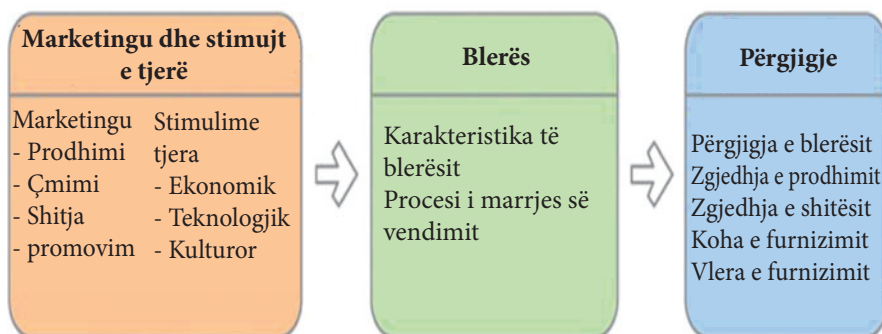 Marketingu dhe stimujt
e tjerë
Marketingu
- Prodhimi
- Çmimi
- Shitja
- promovim
Stimulime
tjera
- Ekonomik
- Teknologjik
- Kulturor
Blerës
Karakteristika të
blerësit
Procesi i marrjes së
vendimit
Përgjigje
Përgjigja e blerësit
Zgjedhja e prodhimit
Zgjedhja e shitësit
Koha e furnizimit
Vlera e furnizimit